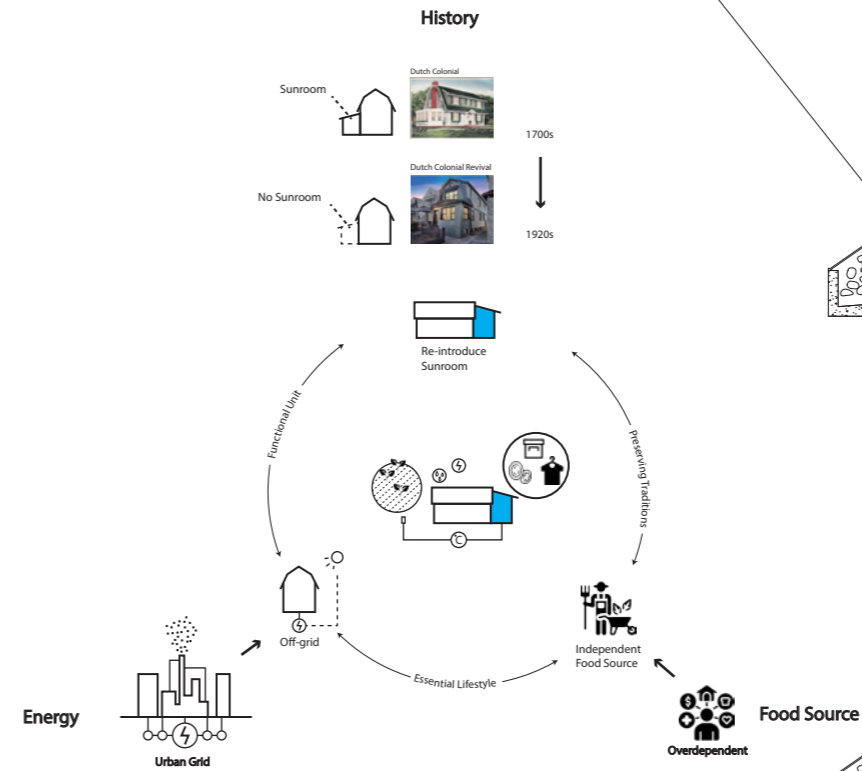 History
Dutch Colonial
Sunroom
1700s
Dutch Colonial Revival
No Sunroom
1920s
Re-introduce
Sunroom
Functional Unit
Preserving Traditions
°C
Off-grid
Independent
Food Source
Essential Lifestyle
$
Energy
Food Source
Overdependent
Urban Grid